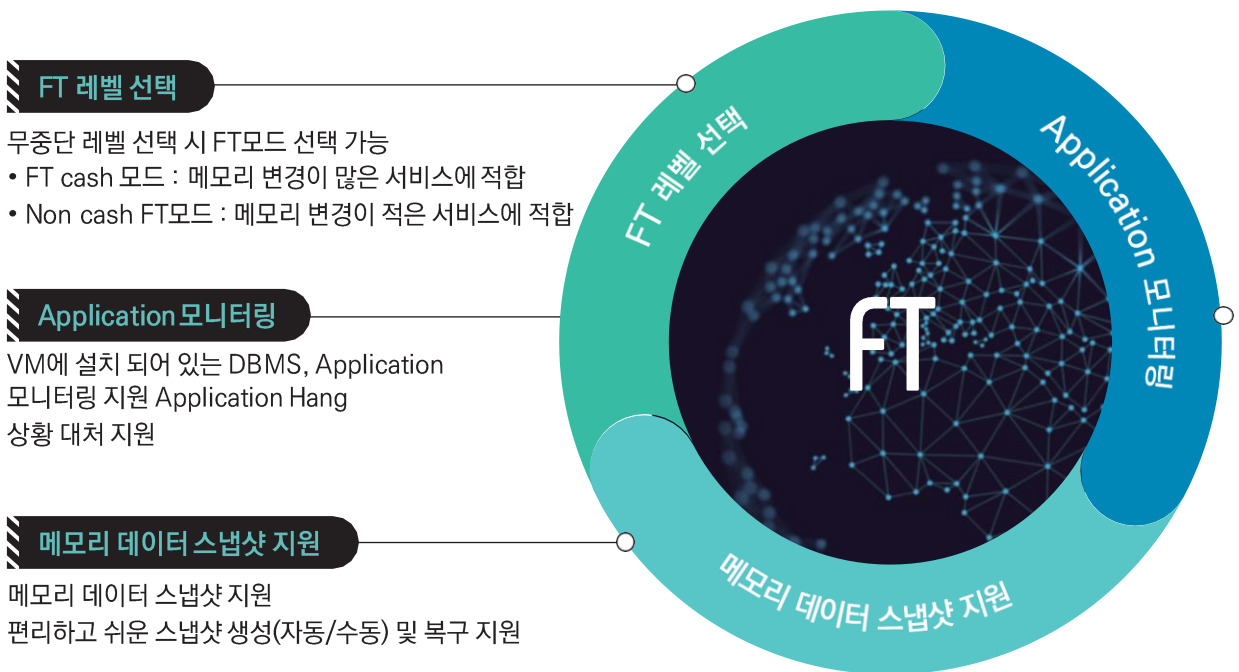 FT 레벨 선택
무중단 레벨 선택 시 FT모드 선택 가능
• FT cash 모드 : 메모리 변경이 많은 서비스에 적합
• Non cash FT모드 : 메모리 변경이 적은 서비스에 적합
Application 모니터링
VM에 설치 되어 있는 DBMS, Application
모니터링 지원 Application Hang
상황 대처 지원
메모리 데이터 스냅샷 지원
메모리 데이터 스냅샷 지원
편리하고 쉬운 스냅샷 생성(자동/수동) 및 복구 지원
FT 레벨 선택
Application 모니터링
메모리 데이터 스냅샷 지원
FT